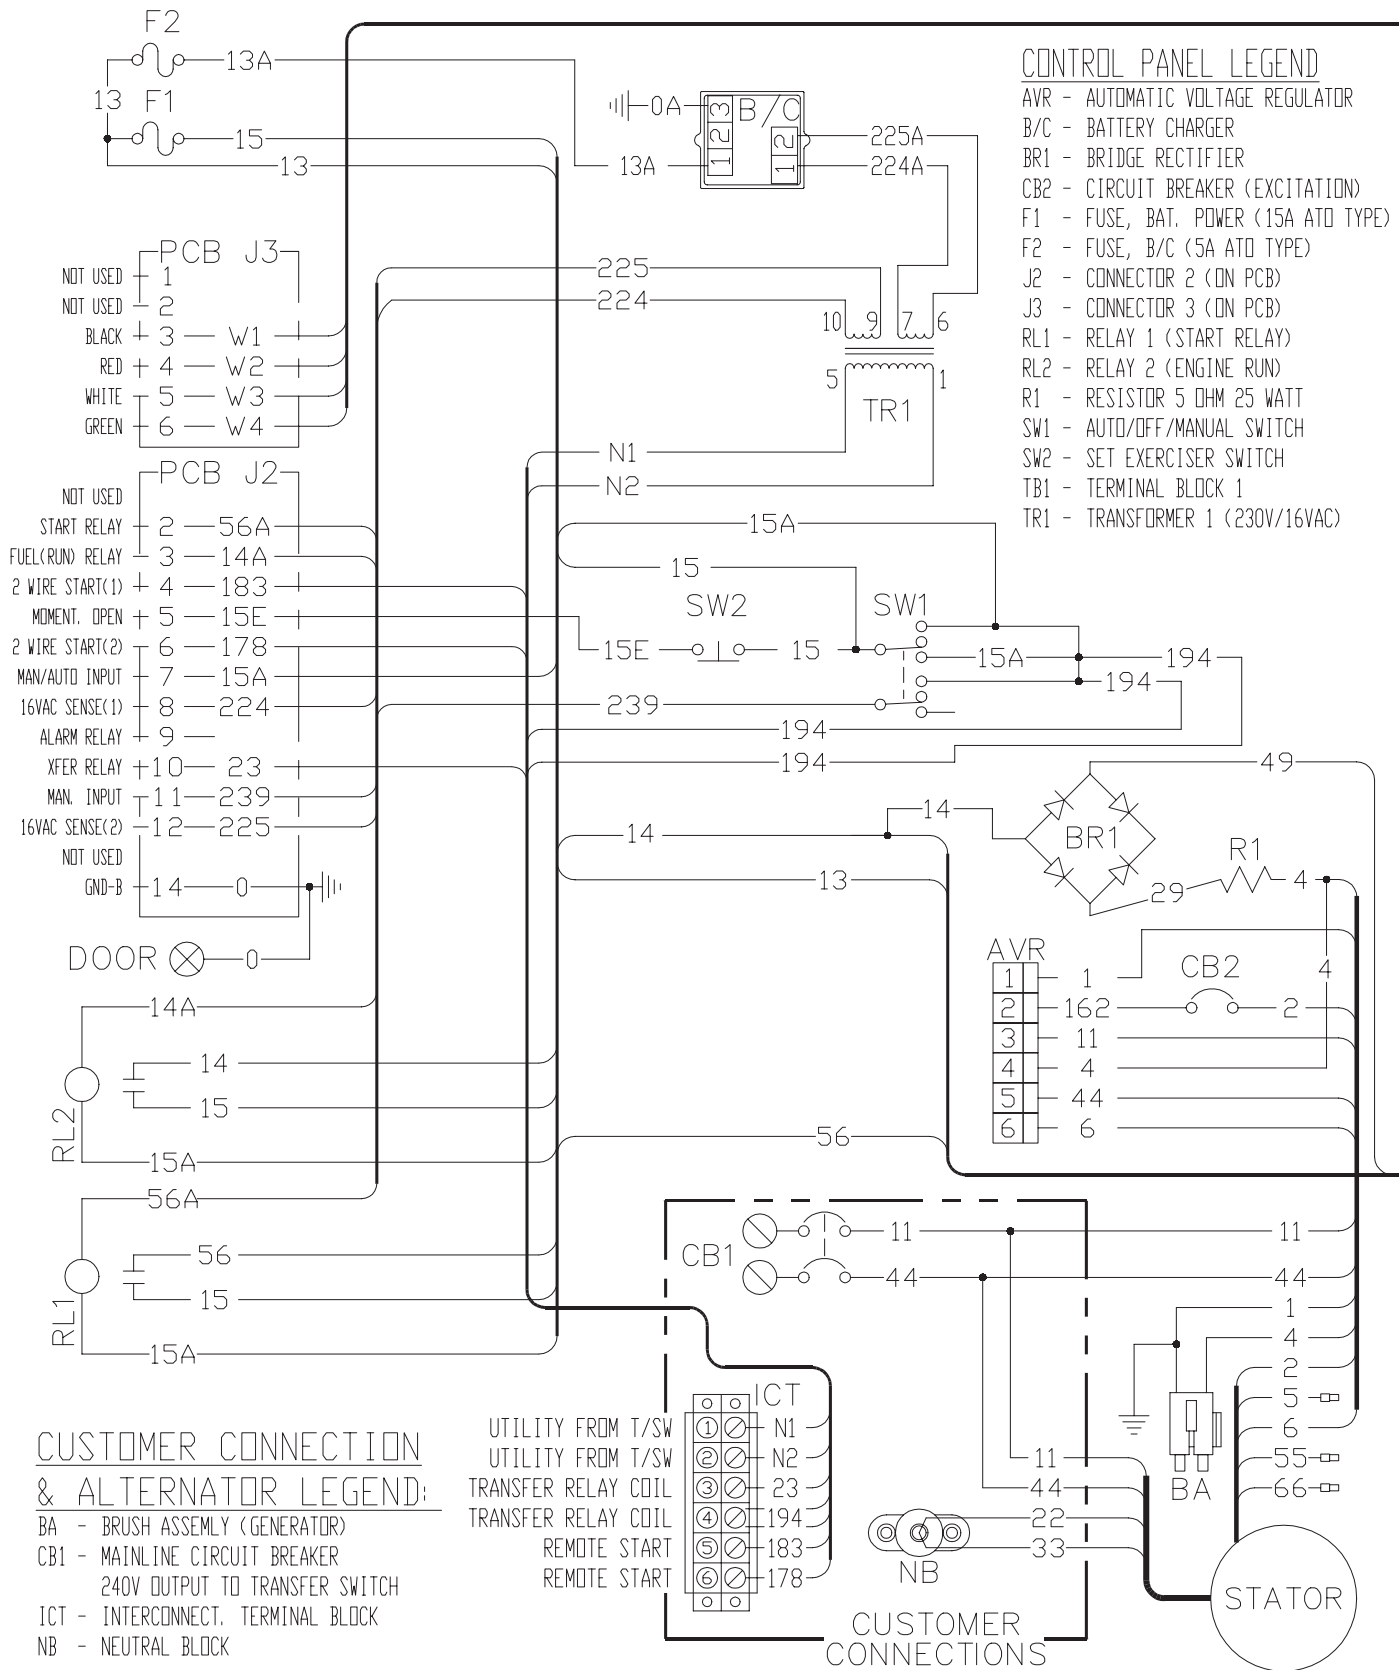 F2
13A
13
F1
15
13
0A
3
B/C
2
2
1
1
13A
225A
224A
CONTROL PANEL LEGEND
AVR - AUTOMATIC VOLTAGE REGULATOR
B/C - BATTERY CHARGER
BR1 - BRIDGE RECTIFIER
CB2 - CIRCUIT BREAKER (EXCITATION)
F1 - FUSE, BAT. POWER (15A ATO TYPE)
F2 - FUSE, B/C (5A ATO TYPE)
J2 - CONNECTOR 2 (ON PCB)
J3 - CONNECTOR 3 (ON PCB)
RL1 - RELAY 1 (START RELAY)
RL2 - RELAY 2 (ENGINE RUN)
R1 - RESISTOR 5 OHM 25 WATT
SW1 - AUTO/OFF/MANUAL SWITCH
SW2 - SET EXERCISER SWITCH
TB1 - TERMINAL BLOCK 1
TR1 - TRANSFORMER 1 (230V/16VAC)
PCB J3
NOT USED 1
NOT USED 2
BLACK 3 W1
RED 4 W2
WHITE 5 W3
GREEN 6 W4
225
224
10 9 7 6
5 1
TR1
N1
N2
PCB J2
NOT USED
START RELAY 2 56A
FUEL(RUN) RELAY 3 14A
2 WIRE START(1) 4 183
MOMENT. OPEN 5 15E
2 WIRE START(2) 6 178
MAN/AUTO INPUT 7 15A
16VAC SENSE(1) 8 224
ALARM RELAY 9
XFER RELAY 10 23
MAN. INPUT 11 239
16VAC SENSE(2) 12 225
NOT USED
GND-B 14 0
DOOR 0
15A
15
SW2 SW1
15E 15 15A 194
194
239
194
194
49
14
14
BR1
R1
13
29
4
AVR
CB2
4
1 1
2 162 2
3 11
4 4
5 44
6 6
14A
14
15
RL2
15A
56
56A
56
15
RL1
15A
CB1
11 11
44 44
1
4
2
5
6
55
66
BA
11
44
22
33
NB
STATOR
CUSTOMER
CONNECTIONS
ICT
UTILITY FROM T/SW 1 N1
UTILITY FROM T/SW 2 N2
TRANSFER RELAY COIL 3 23
TRANSFER RELAY COIL 4 194
REMOTE START 5 183
REMOTE START 6 178
CUSTOMER CONNECTION
& ALTERNATOR LEGEND:
BA - BRUSH ASSEMLY (GENERATOR)
CB1 - MAINLINE CIRCUIT BREAKER
240V OUTPUT TO TRANSFER SWITCH
ICT - INTERCONNECT. TERMINAL BLOCK
NB - NEUTRAL BLOCK